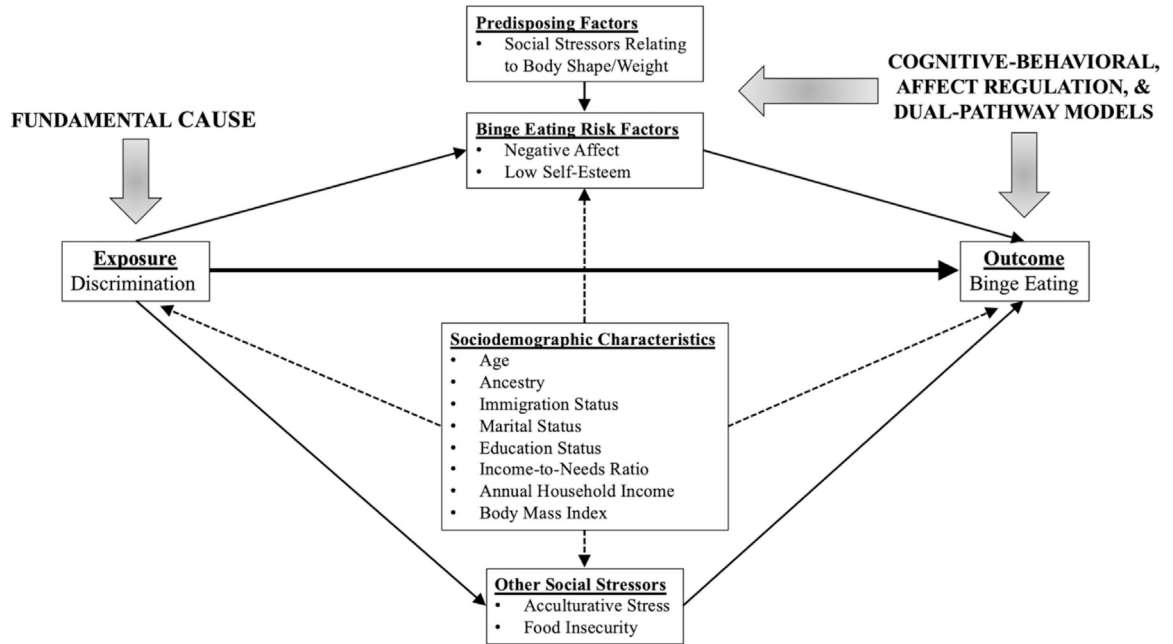 Predisposing Factors
• Social Stressors Relating
to Body Shape/Weight
COGNITIVE-BEHAVIORAL,
AFFECT REGULATION, &
DUAL-PATHWAY MODELS
FUNDAMENTAL CAUSE
Binge Eating Risk Factors
• Negative Affect
• Low Self-Esteem
Exposure
Discrimination
Outcome
Binge Eating
Sociodemographic Characteristics
• Age
• Ancestry
• Immigration Status
• Marital Status
• Education Status
• Income-to-Needs Ratio
• Annual Household Income
• Body Mass Index
Other Social Stressors
• Acculturative Stress
• Food Insecurity